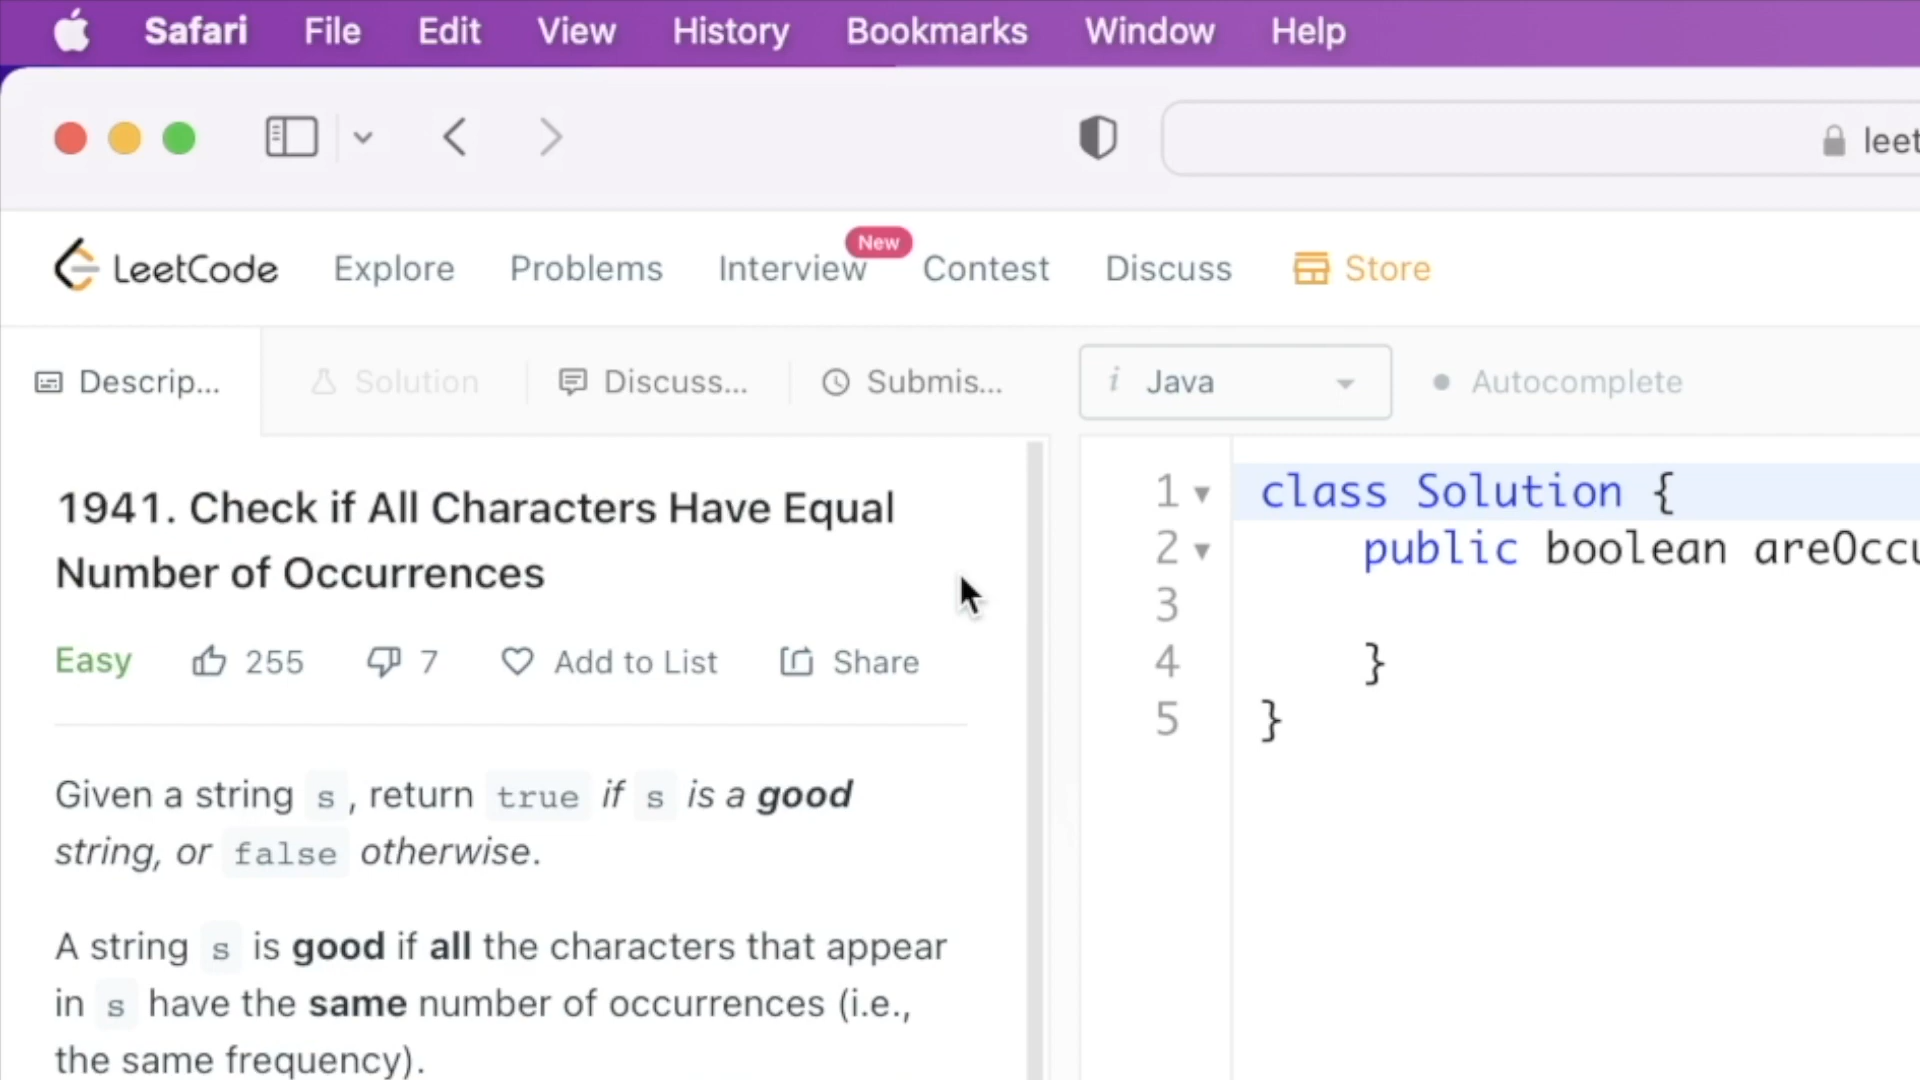 Safari File Edit View History Bookmarks Window Help
leet
LeetCode Explore Problems Interview New Contest Discuss Store
Descrip... Solution Discuss... Submis... i Java Autocomplete
1941. Check if All Characters Have Equal
Number of Occurrences
Easy 255 7 Add to List Share
Given a string s, return true if s is a good
string, or false otherwise.
A string s is good if all the characters that appear
in s have the same number of occurrences (i.e.,
the same frequency).
1 class Solution {
2 public boolean areOccu
3
4 }
5 }